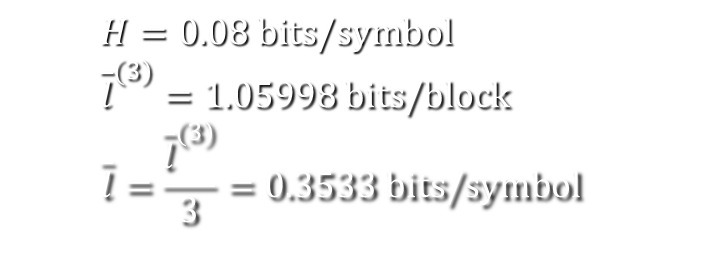 H = 0.08 bits/symbol
l̄⁽³⁾ = 1.05998 bits/block
l̄ = l̄⁽³⁾/3 = 0.3533 bits/symbol